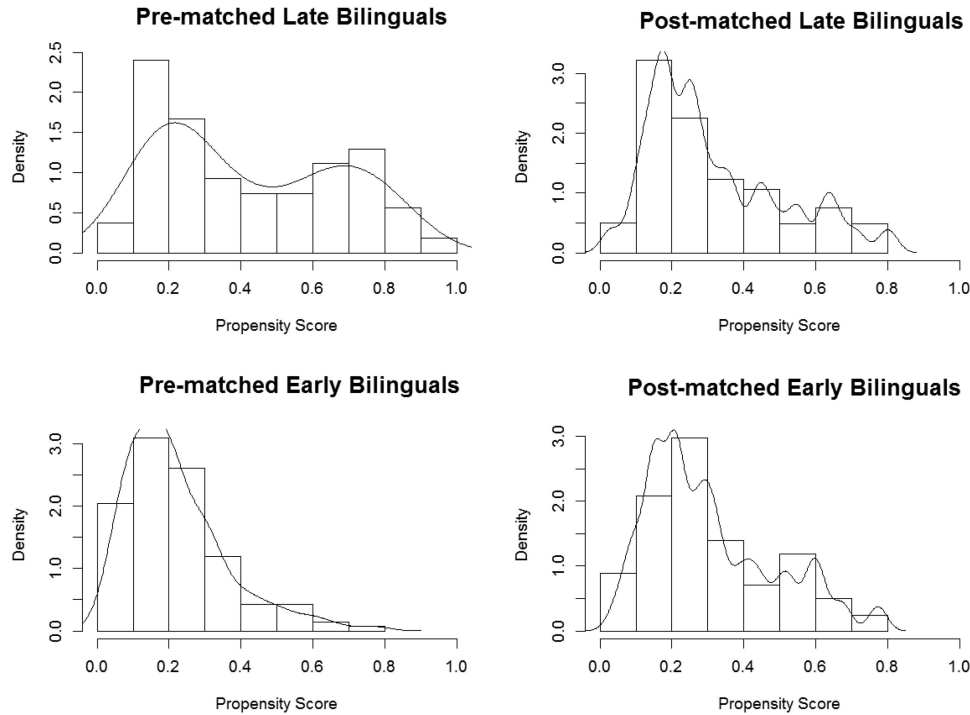 Pre-matched Late Bilinguals
Density
0.0 0.5 1.0 1.5 2.0 2.5
0.0 0.2 0.4 0.6 0.8 1.0
Propensity Score
Post-matched Late Bilinguals
Density
0.0 1.0 2.0 3.0
0.0 0.2 0.4 0.6 0.8 1.0
Propensity Score
Pre-matched Early Bilinguals
Density
0.0 1.0 2.0 3.0
0.0 0.2 0.4 0.6 0.8 1.0
Propensity Score
Post-matched Early Bilinguals
Density
0.0 1.0 2.0 3.0
0.0 0.2 0.4 0.6 0.8 1.0
Propensity Score